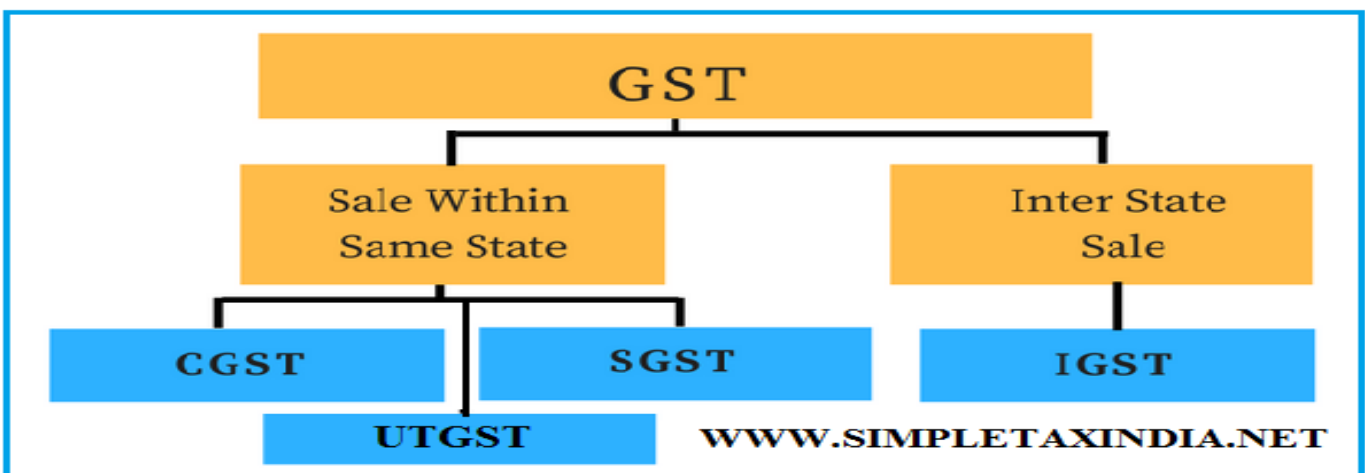 GST
Sale Within
Same State
Inter State
Sale
CGST
SGST
IGST
UTGST
WWW.SIMPLETAXINDIA.NET